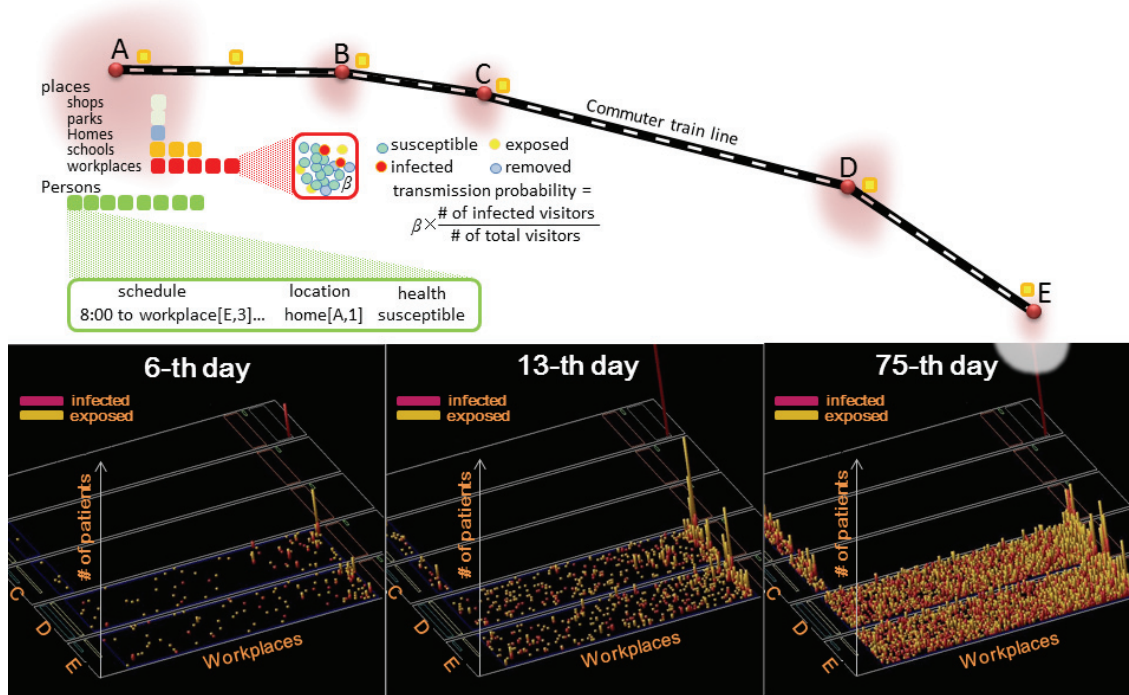 A
B
C
Commuter train line
D
E
places
shops
parks
Homes
schools
workplaces
Persons
β
susceptible
exposed
infected
removed
transmission probability =
β× # of infected visitors
# of total visitors
schedule location health
8:00 to workplace[E,3]... home[A,1] susceptible
6-th day
infected
exposed
# of patients
C
D
E
Workplaces
13-th day
infected
exposed
# of patients
C
D
E
Workplaces
75-th day
infected
exposed
# of patients
C
D
E
Workplaces